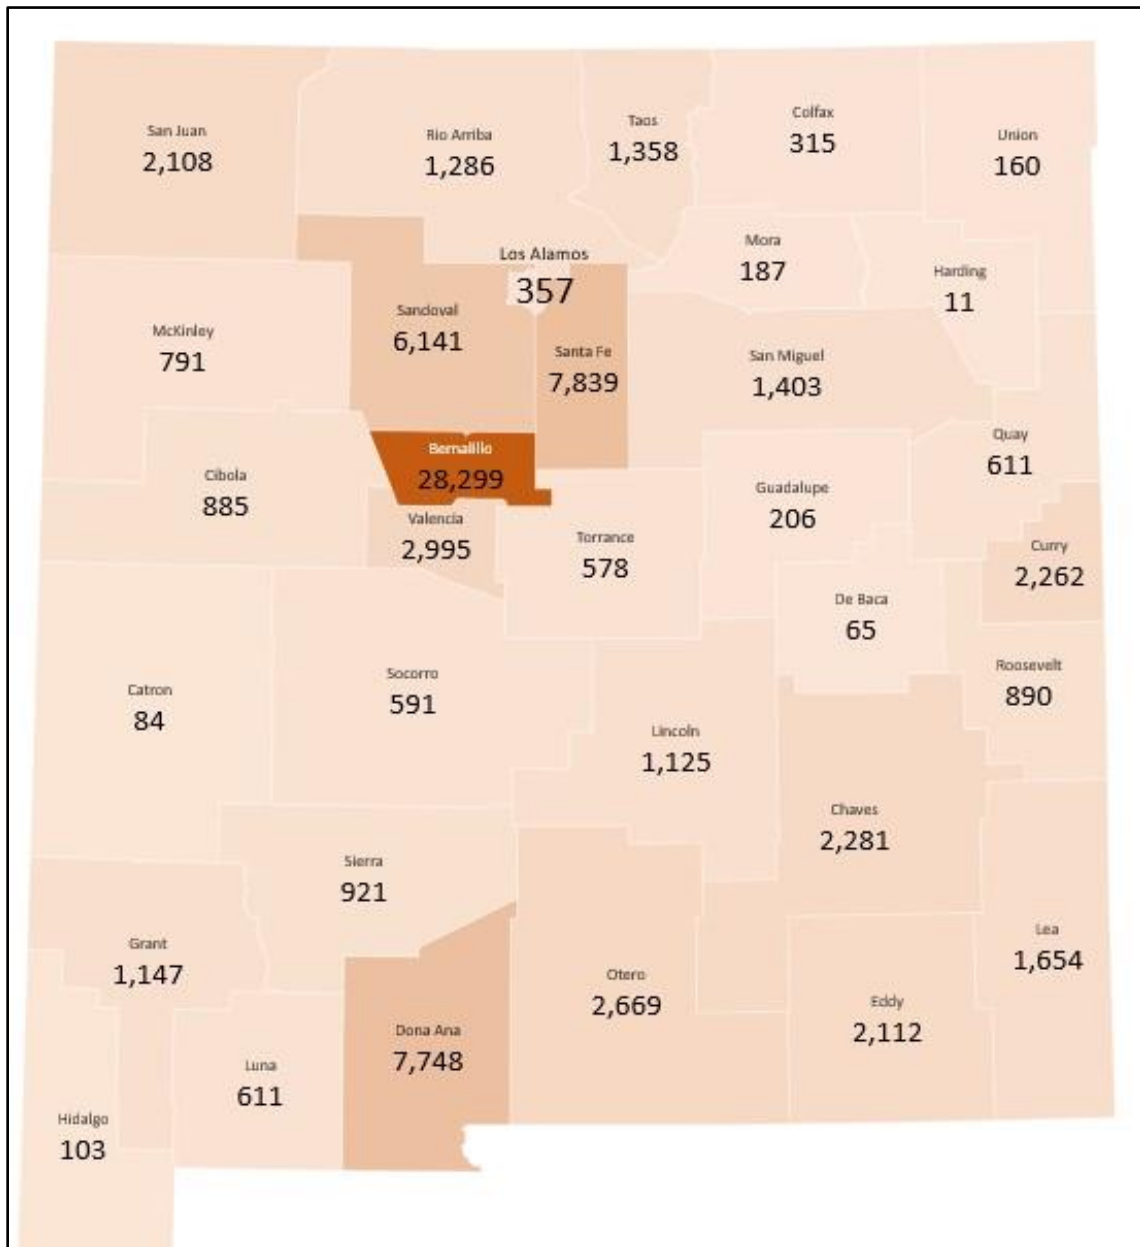 San Juan
2,108
Rio Arriba
1,286
Taos
1,358
Colfax
315
Union
160
Los Alamos
357
Mora
187
Harding
11
McKinley
791
Sandoval
6,141
Santa Fe
7,839
San Miguel
1,403
Cibola
885
Bernalillo
28,299
Valencia
2,995
Torrance
578
Guadalupe
206
Quay
611
Curry
2,262
De Baca
65
Roosevelt
890
Catron
84
Socorro
591
Lincoln
1,125
Chaves
2,281
Sierra
921
Grant
1,147
Lea
1,654
Otero
2,669
Eddy
2,112
Dona Ana
7,748
Luna
611
Hidalgo
103